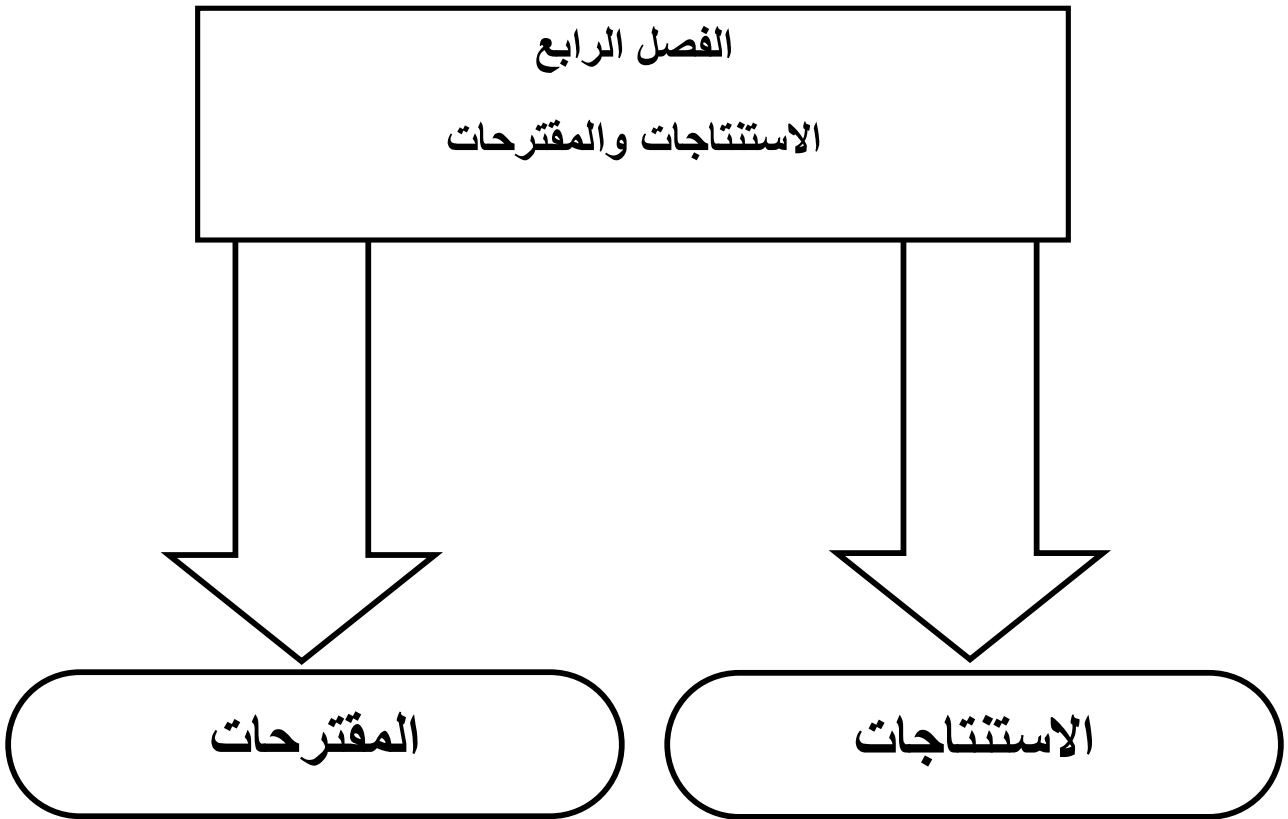 الفصل الرابع
الاستنتاجات والمقترحات
الاستنتاجات
المقترحات